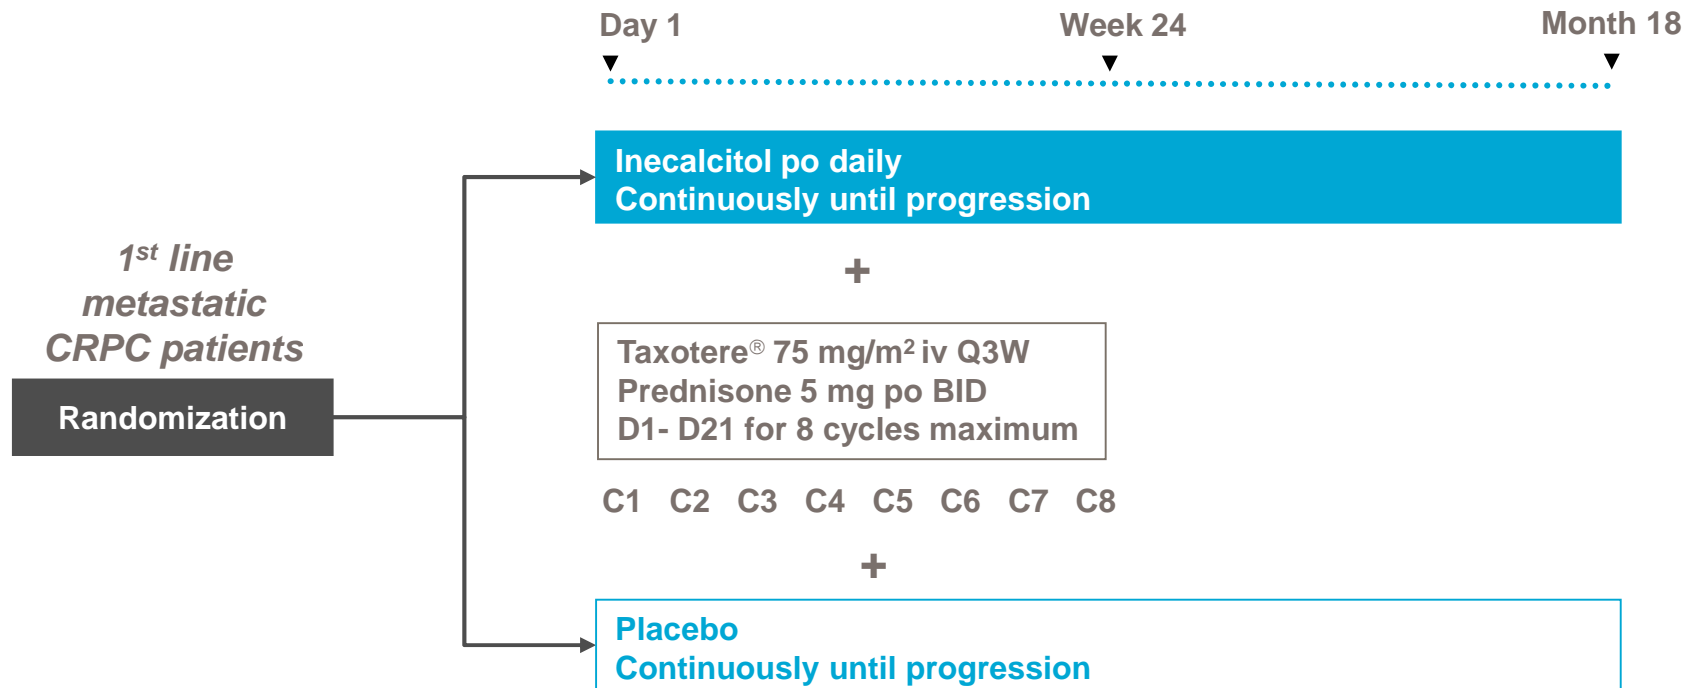 Day 1 Week 24 Month 18
Inecalcitol po daily
Continuously until progression
+
1st line
metastatic
CRPC patients
Randomization
Taxotere® 75 mg/m² iv Q3W
Prednisone 5 mg po BID
D1- D21 for 8 cycles maximum
C1 C2 C3 C4 C5 C6 C7 C8
+
Placebo
Continuously until progression